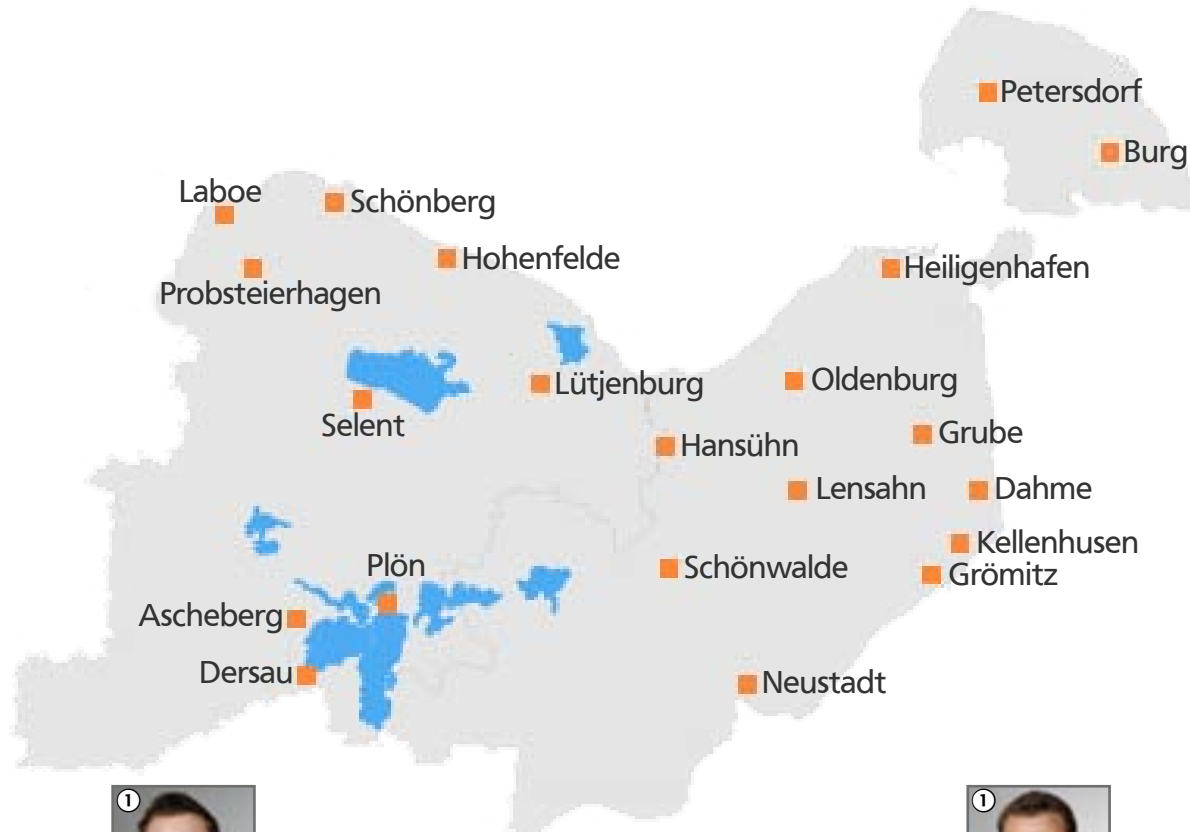 Petersdorf
Burg
Laboe
Schönberg
Hohenfelde
Heiligenhafen
Probsteierhagen
Lütjenburg
Oldenburg
Selent
Grube
Hansühn
Lensahn
Dahme
Kellenhusen
Plön
Schönwalde
Grömitz
Ascheberg
Dersau
Neustadt
①
①